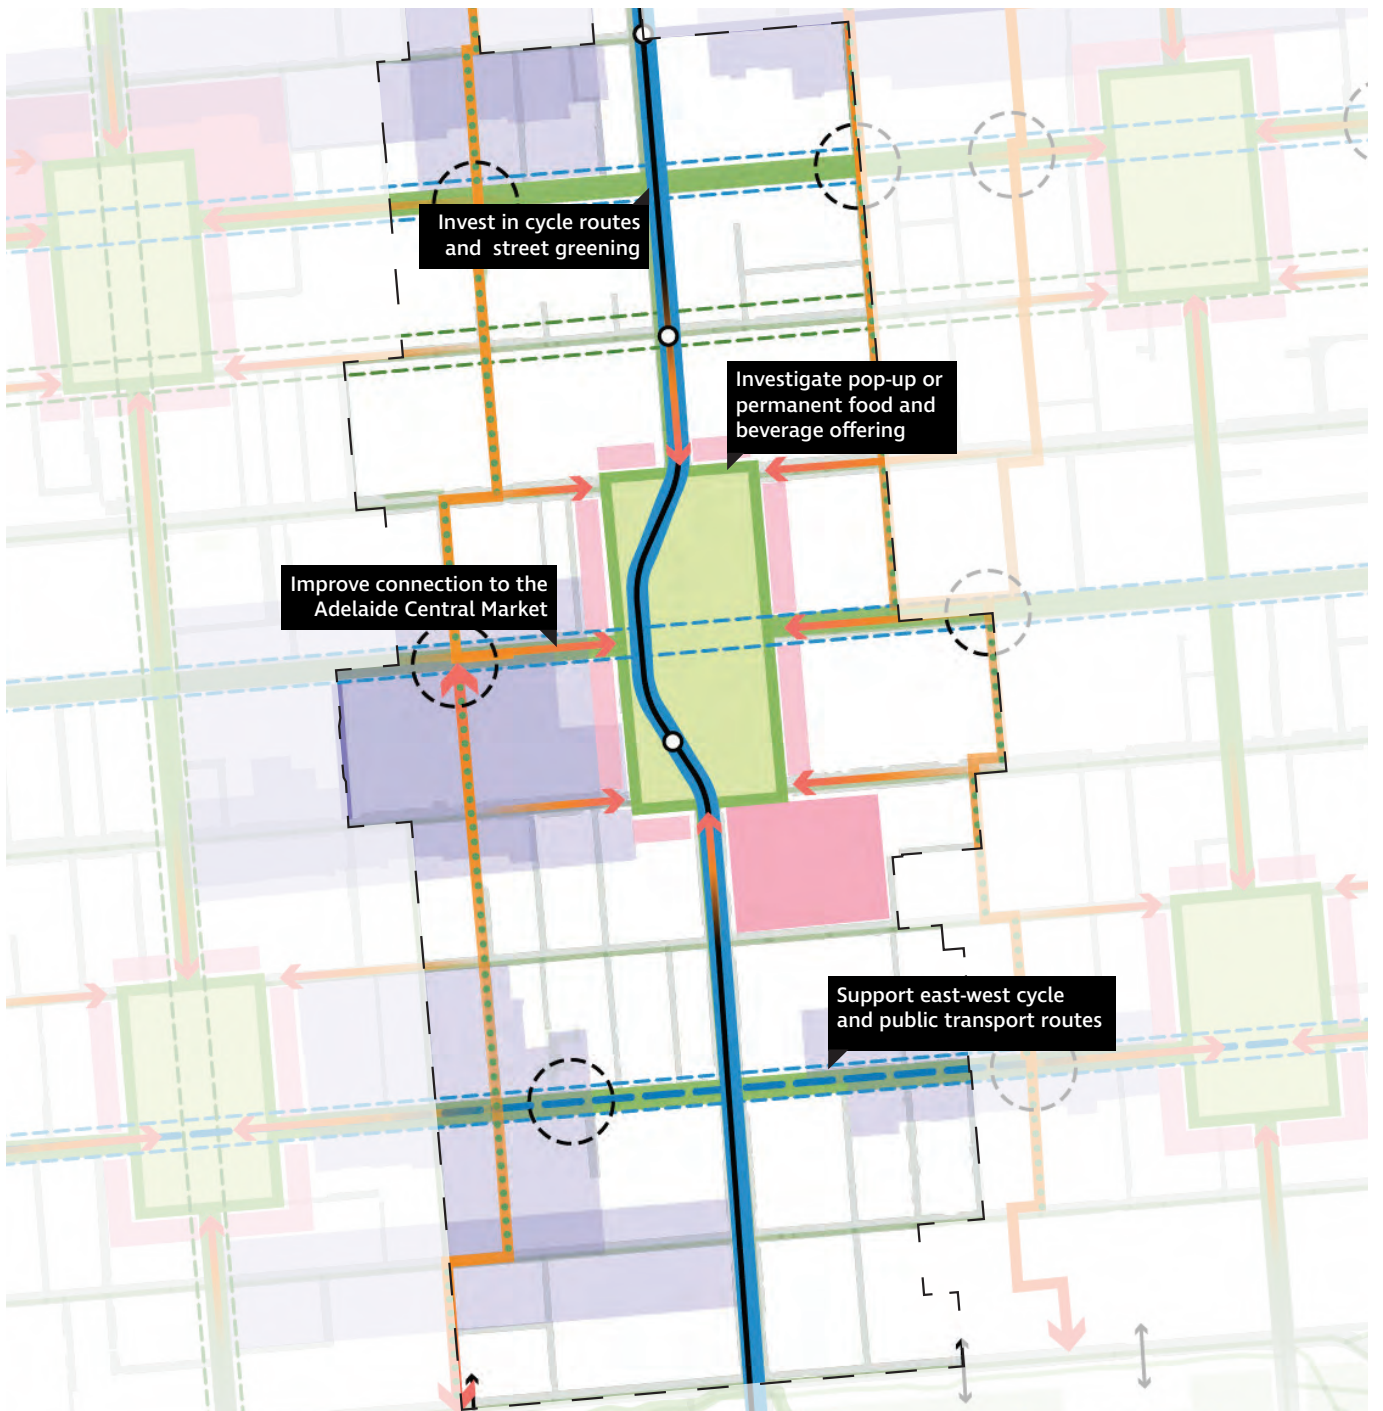 Invest in cycle routes
and street greening
Investigate pop-up or
permanent food and
beverage offering
Improve connection to the
Adelaide Central Market
Support east-west cycle
and public transport routes